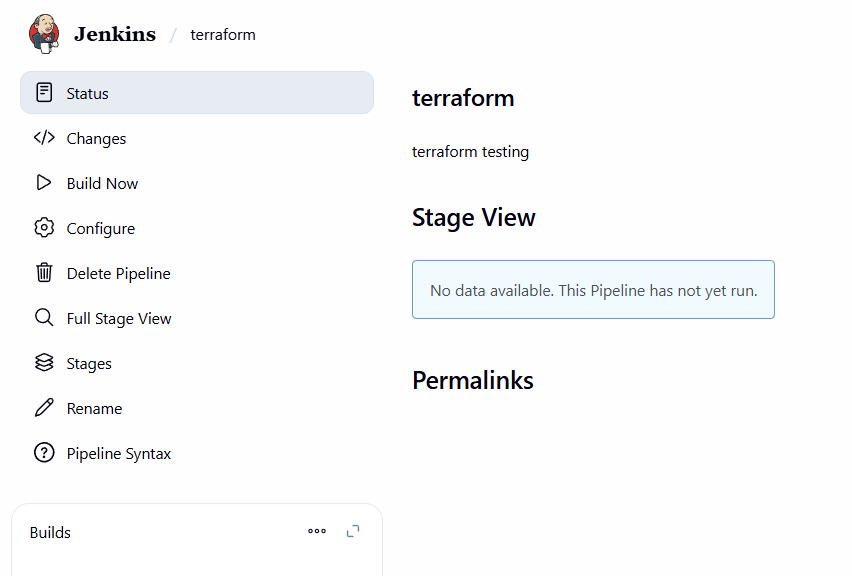 Jenkins / terraform
Status
Changes
Build Now
Configure
Delete Pipeline
Full Stage View
Stages
Rename
Pipeline Syntax
Builds
terraform
terraform testing
Stage View
No data available. This Pipeline has not yet run.
Permalinks